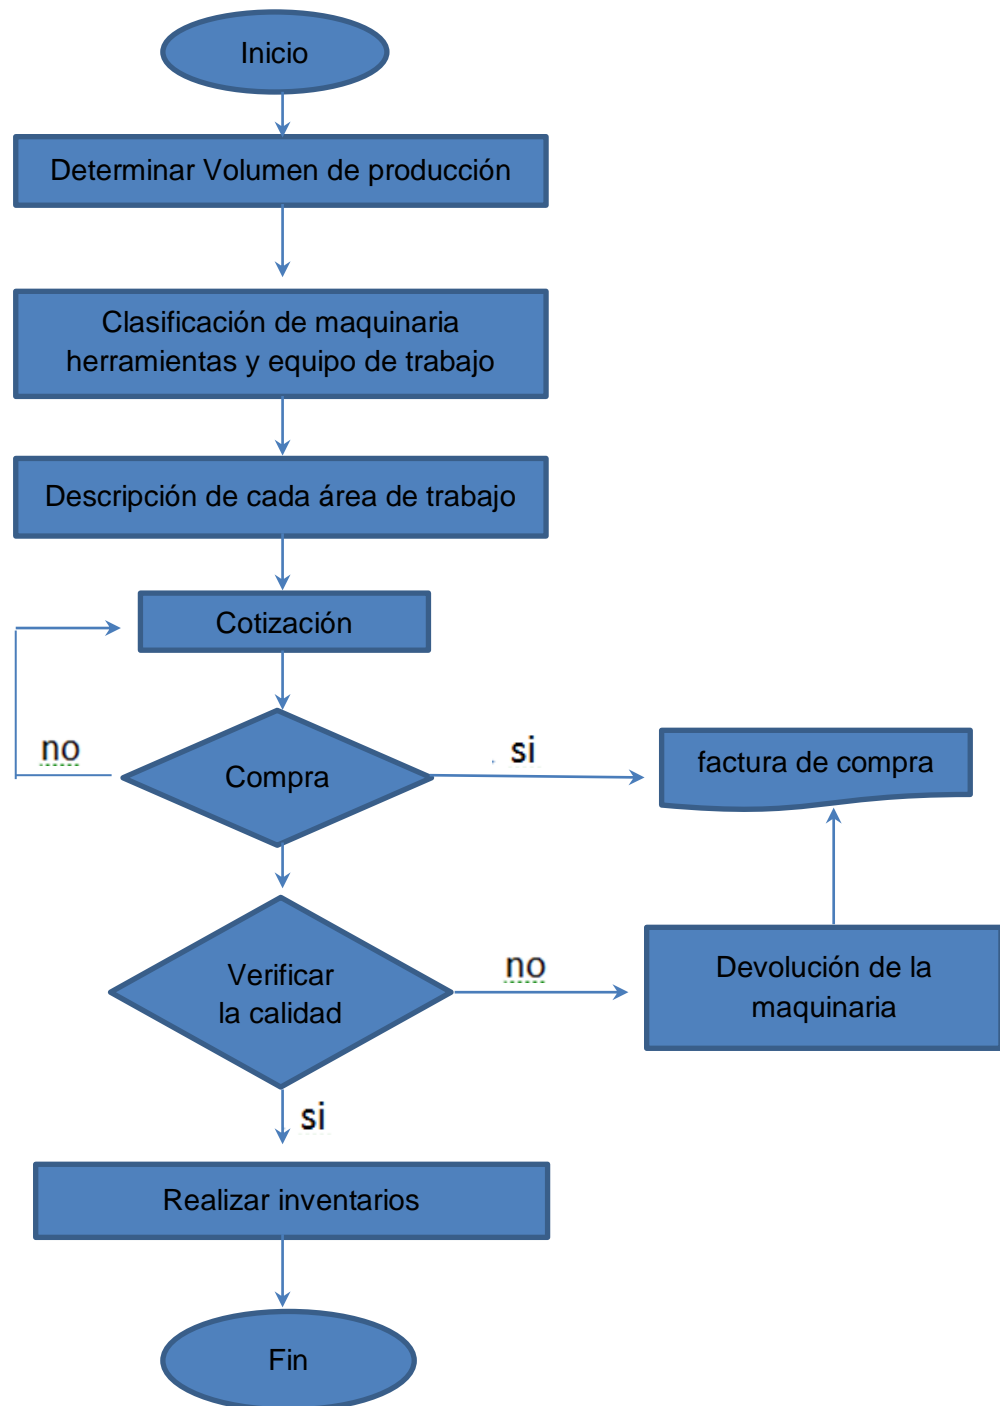 Inicio
Determinar Volumen de producción
Clasificación de maquinaria
herramientas y equipo de trabajo
Descripción de cada área de trabajo
Cotización
no
Compra
si
factura de compra
Verificar
la calidad
no
Devolución de la
maquinaria
si
Realizar inventarios
Fin